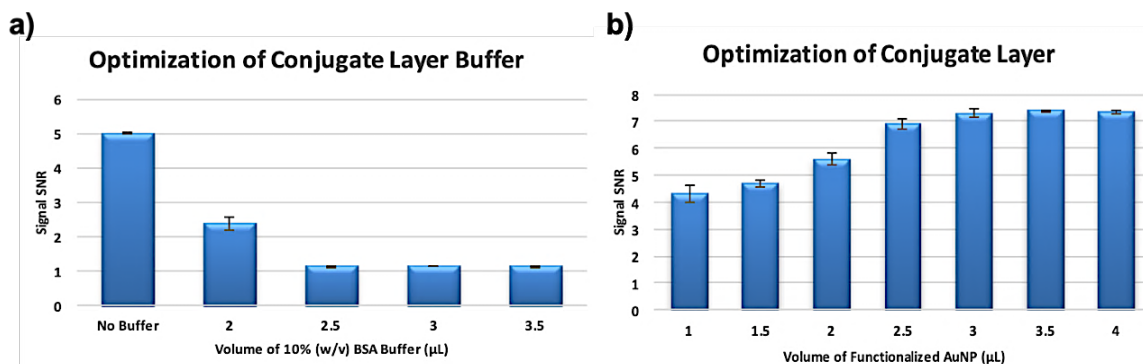 a)
Optimization of Conjugate Layer Buffer
6
5
4
3
2
1
0
Signal SNR
No Buffer 2 2.5 3 3.5
Volume of 10% (w/v) BSA Buffer (µL)
b)
Optimization of Conjugate Layer
8
7
6
5
4
3
2
1
0
Signal SNR
1 1.5 2 2.5 3 3.5 4
Volume of Functionalized AuNP (µL)